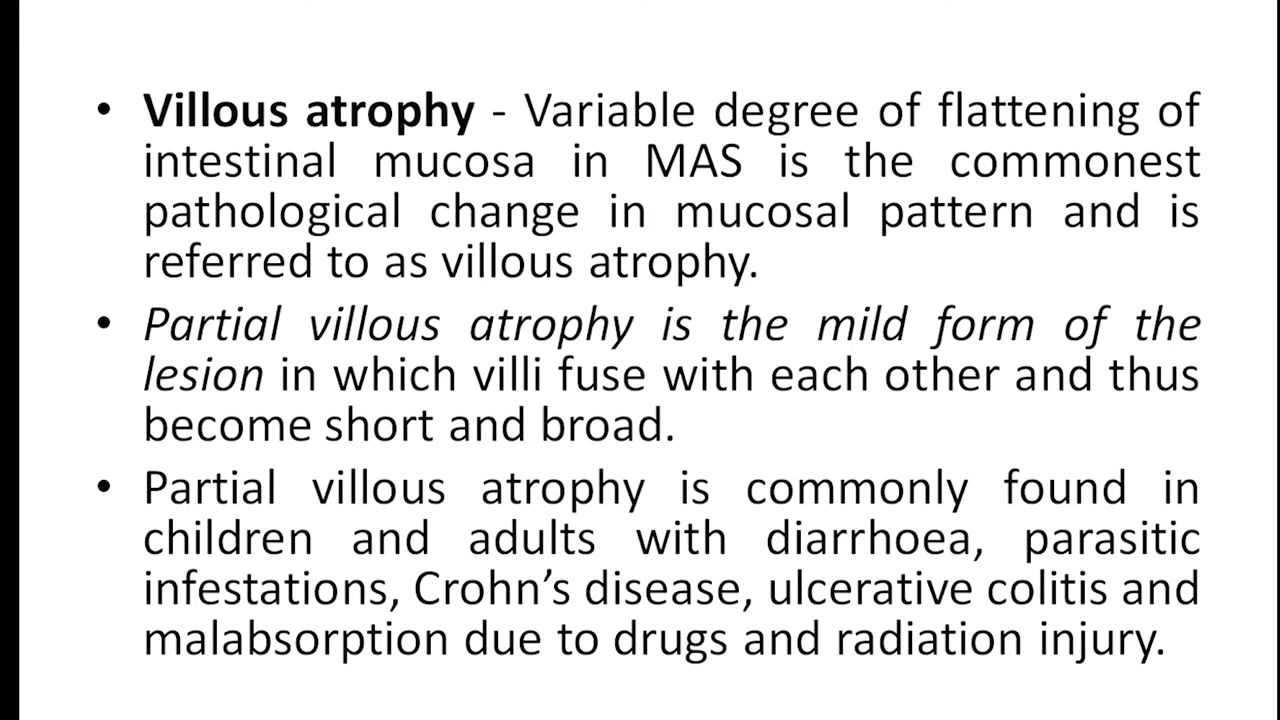 • Villous atrophy - Variable degree of flattening of
intestinal mucosa in MAS is the commonest
pathological change in mucosal pattern and is
referred to as villous atrophy.
• Partial villous atrophy is the mild form of the
lesion in which villi fuse with each other and thus
become short and broad.
• Partial villous atrophy is commonly found in
children and adults with diarrhoea, parasitic
infestations, Crohn’s disease, ulcerative colitis and
malabsorption due to drugs and radiation injury.